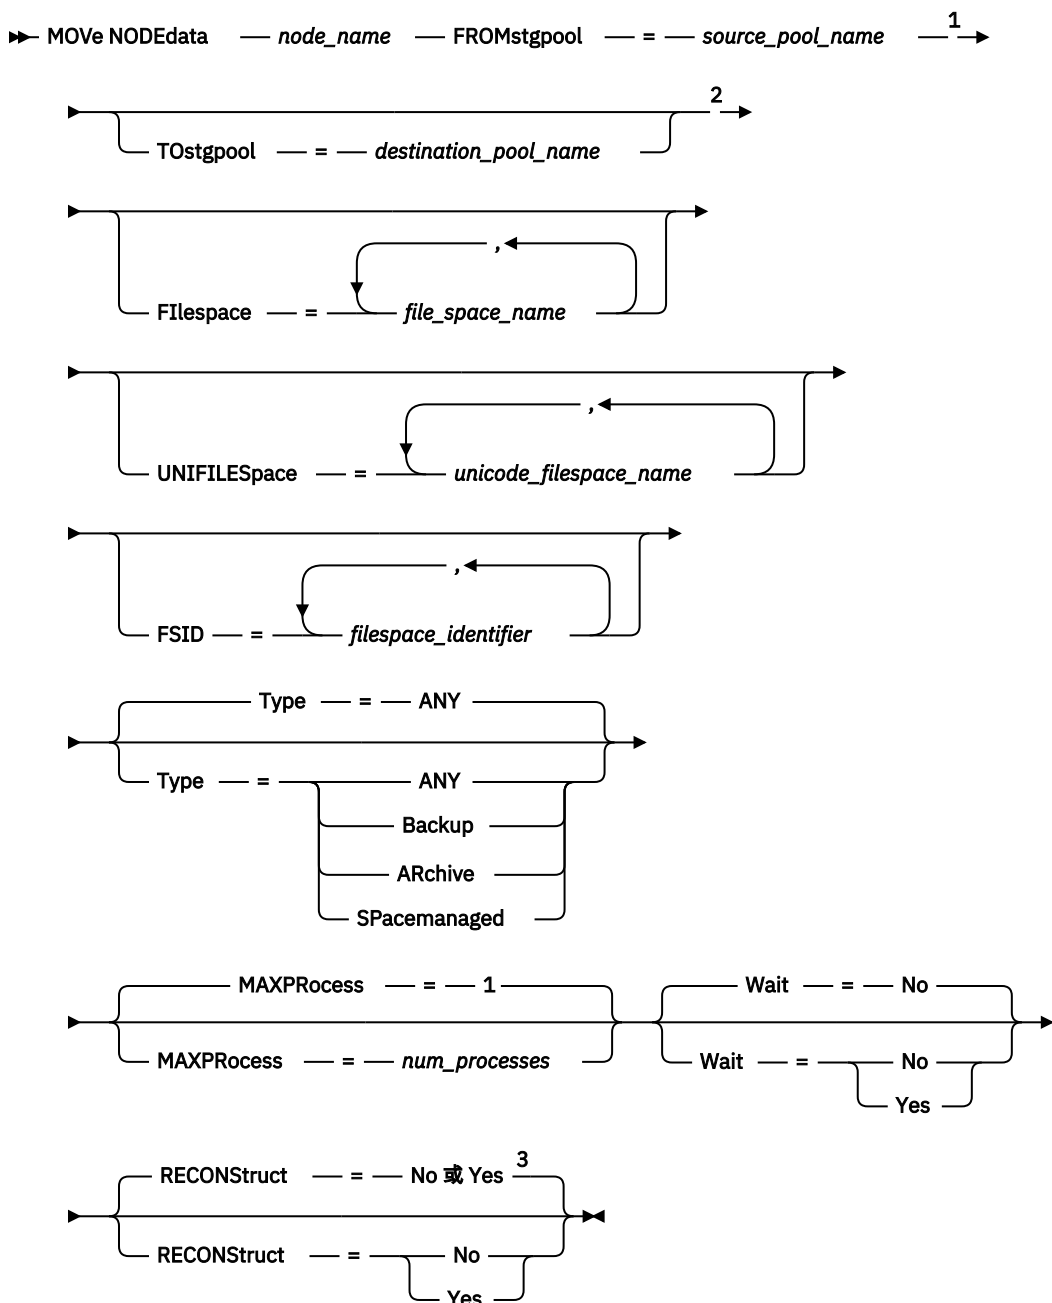 MOVe NODEdata node_name FROMstgpool = source_pool_name 1
2
TOstgpool = destination_pool_name
,
FIlespace = file_space_name
,
UNIFILESpace = unicode_filespace_name
,
FSID = filespace_identifier
Type = ANY
Type = ANY
Backup
ARchive
SPacemanaged
MAXPRocess = 1 Wait = No
MAXPRocess = num_processes Wait = No
Yes
RECONStruct = No 或 Yes 3
RECONStruct = No
Yes